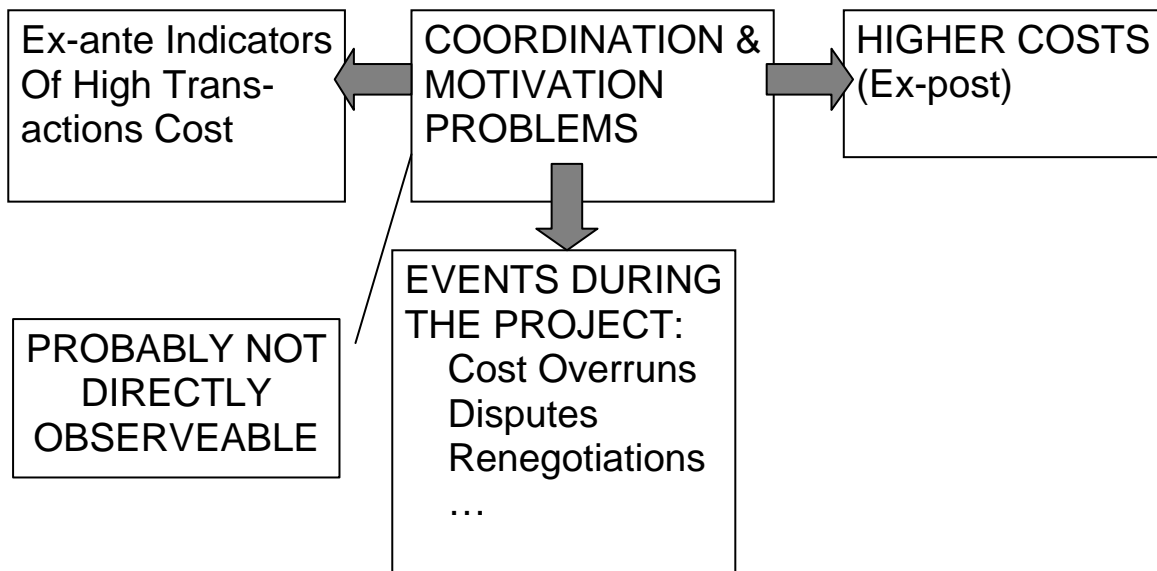 Ex-ante Indicators
Of High Trans-
actions Cost
COORDINATION &
MOTIVATION
PROBLEMS
HIGHER COSTS
(Ex-post)
EVENTS DURING
THE PROJECT:
Cost Overruns
Disputes
Renegotiations
…
PROBABLY NOT
DIRECTLY
OBSERVEABLE